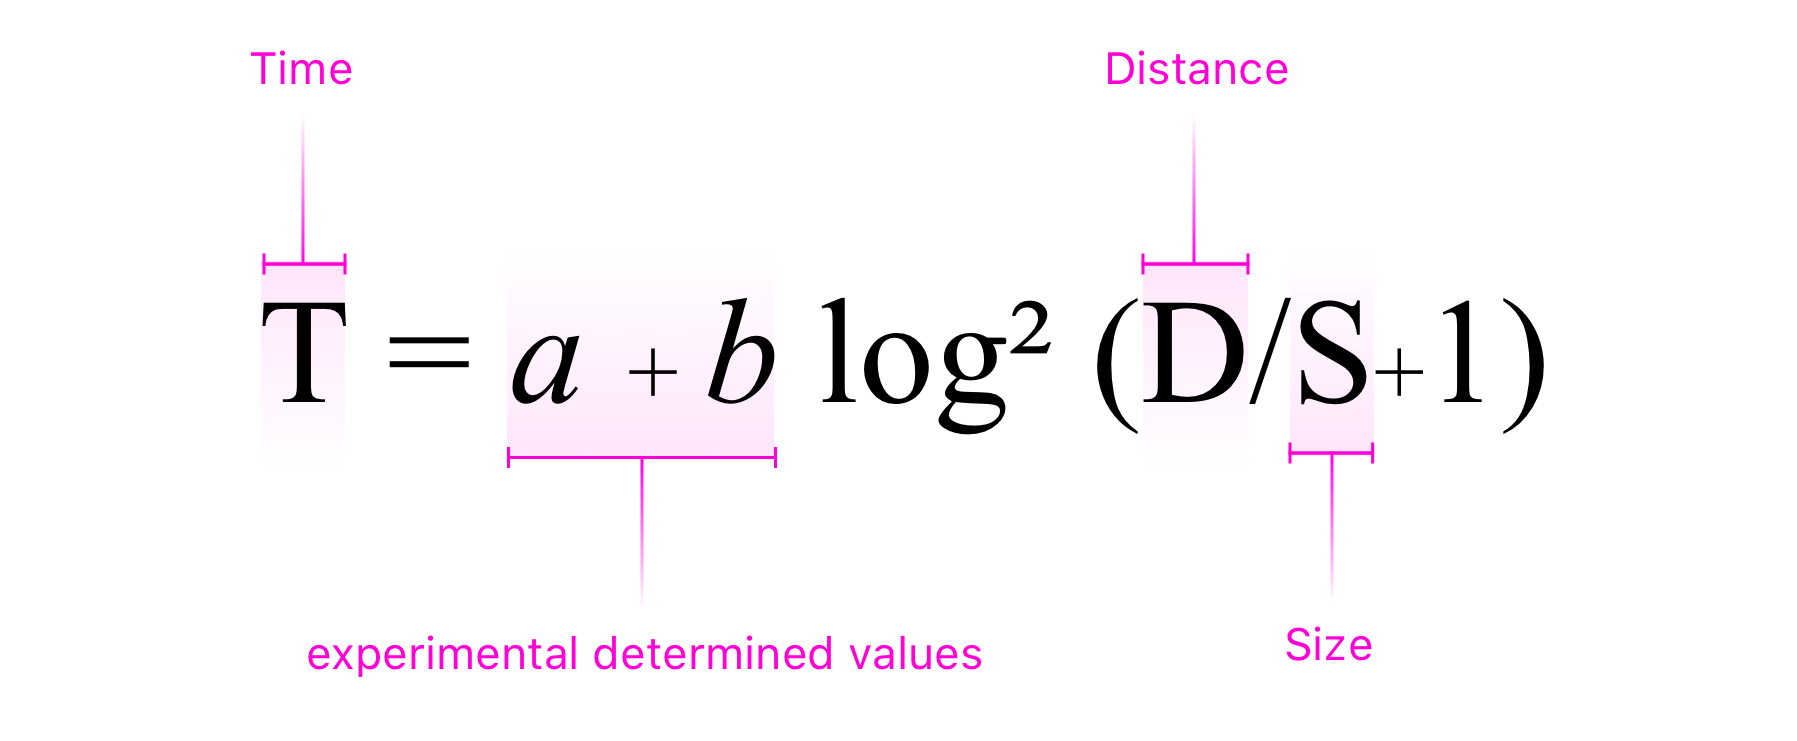 Time Distance
T = a + b log² (D/S+1)
experimental determined values Size